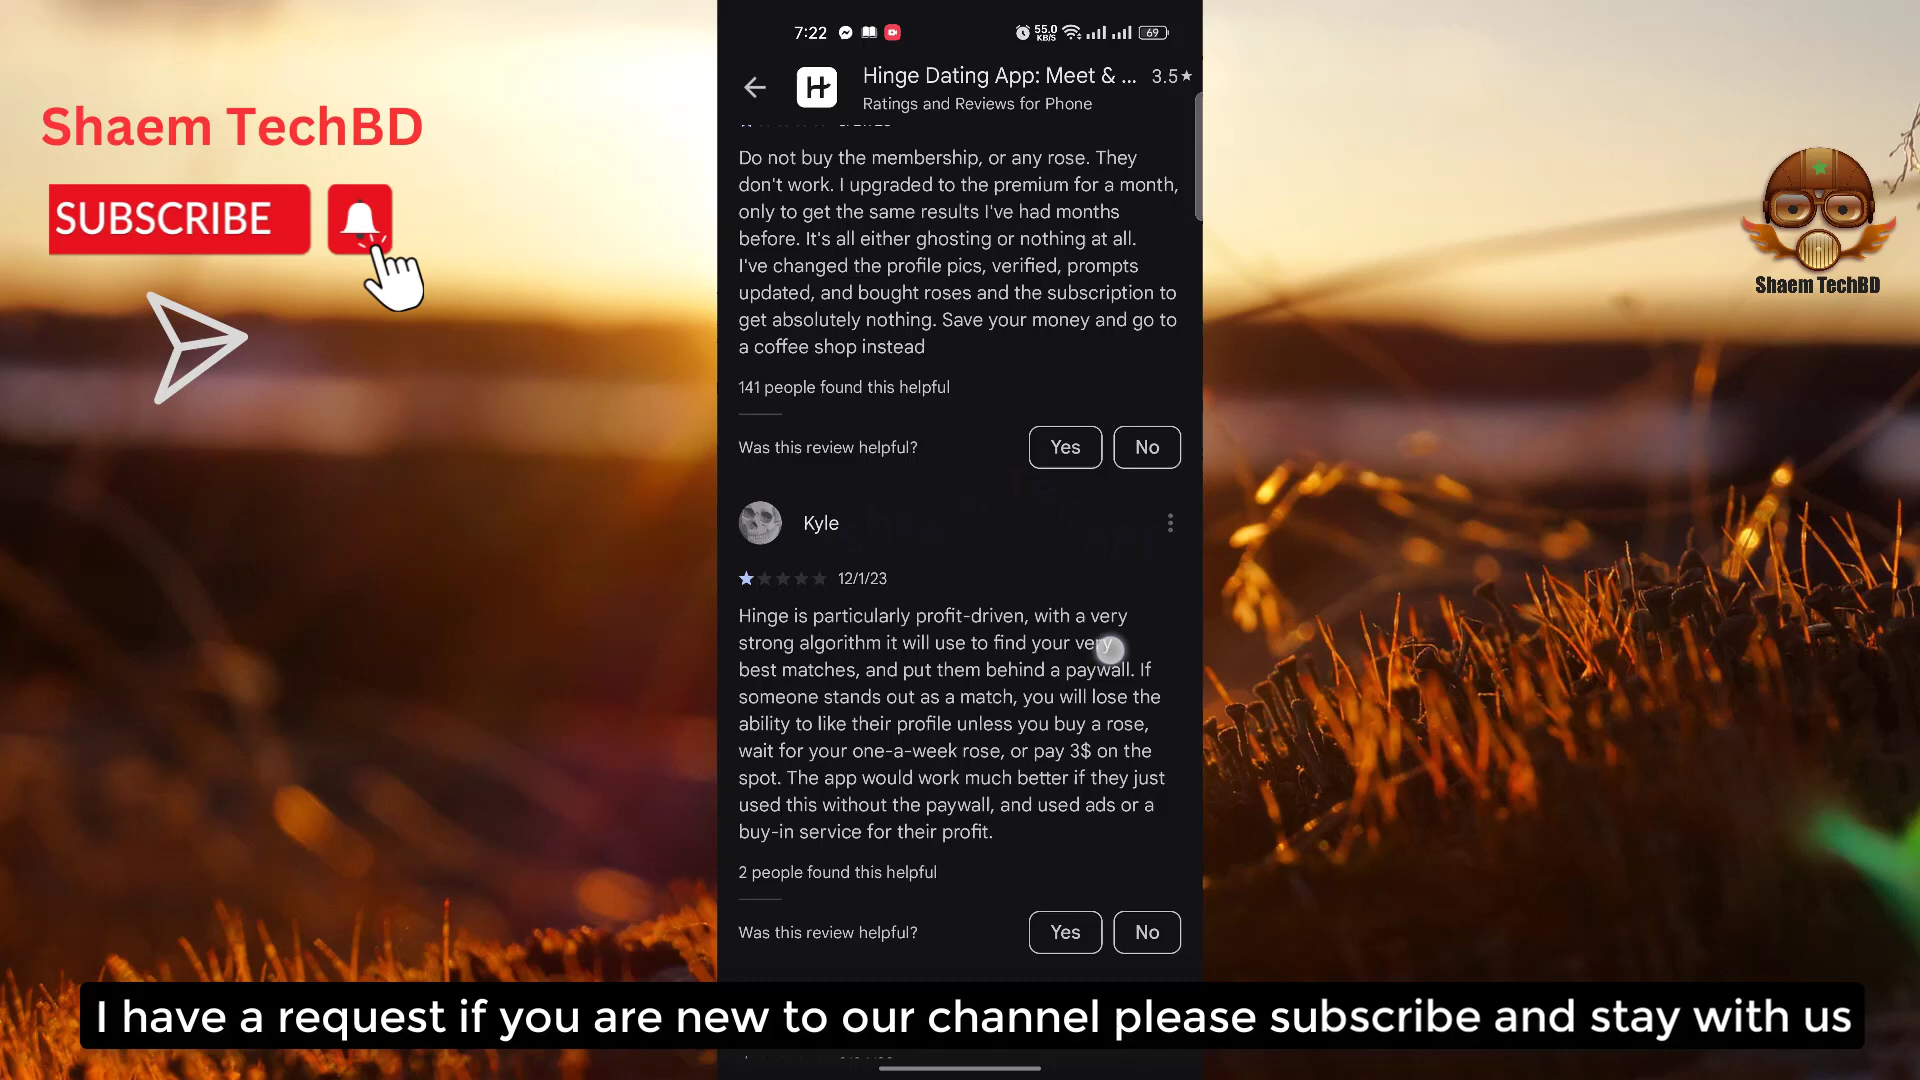 Shaem TechBD
SUBSCRIBE
7:22
55.0
KB/S
69
Hinge Dating App: Meet & ...
3.5★
Ratings and Reviews for Phone
Do not buy the membership, or any rose. They
don't work. I upgraded to the premium for a month,
only to get the same results I've had months
before. It's all either ghosting or nothing at all.
I've changed the profile pics, verified, prompts
updated, and bought roses and the subscription to
get absolutely nothing. Save your money and go to
a coffee shop instead
141 people found this helpful
Was this review helpful?
Yes
No
Kyle
12/1/23
Hinge is particularly profit-driven, with a very
strong algorithm it will use to find your very
best matches, and put them behind a paywall. If
someone stands out as a match, you will lose the
ability to like their profile unless you buy a rose,
wait for your one-a-week rose, or pay 3$ on the
spot. The app would work much better if they just
used this without the paywall, and used ads or a
buy-in service for their profit.
2 people found this helpful
Was this review helpful?
Yes
No
Shaem TechBD
I have a request if you are new to our channel please subscribe and stay with us